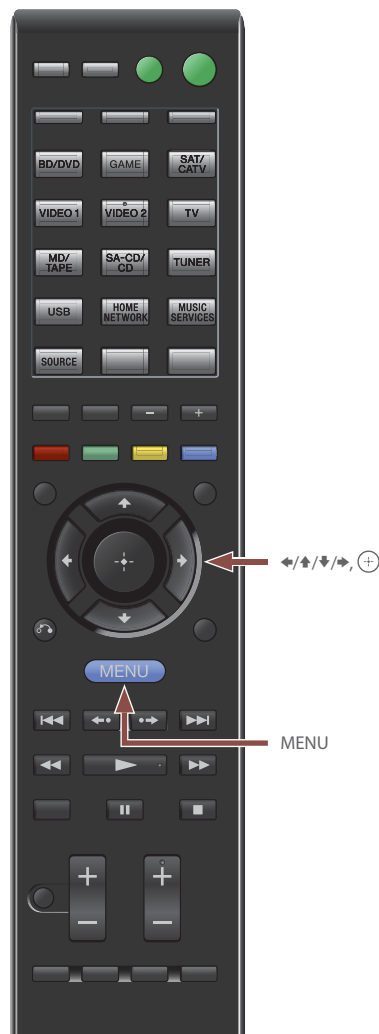 BD/DVD GAME SAT/
CATV
VIDEO 1 VIDEO 2 TV
MD/
TAPE SA-CD/
CD TUNER
USB HOME
NETWORK MUSIC
SERVICES
SOURCE
– +
←/↑/↓/→, ⊕
MENU
MENU
+ +
– –